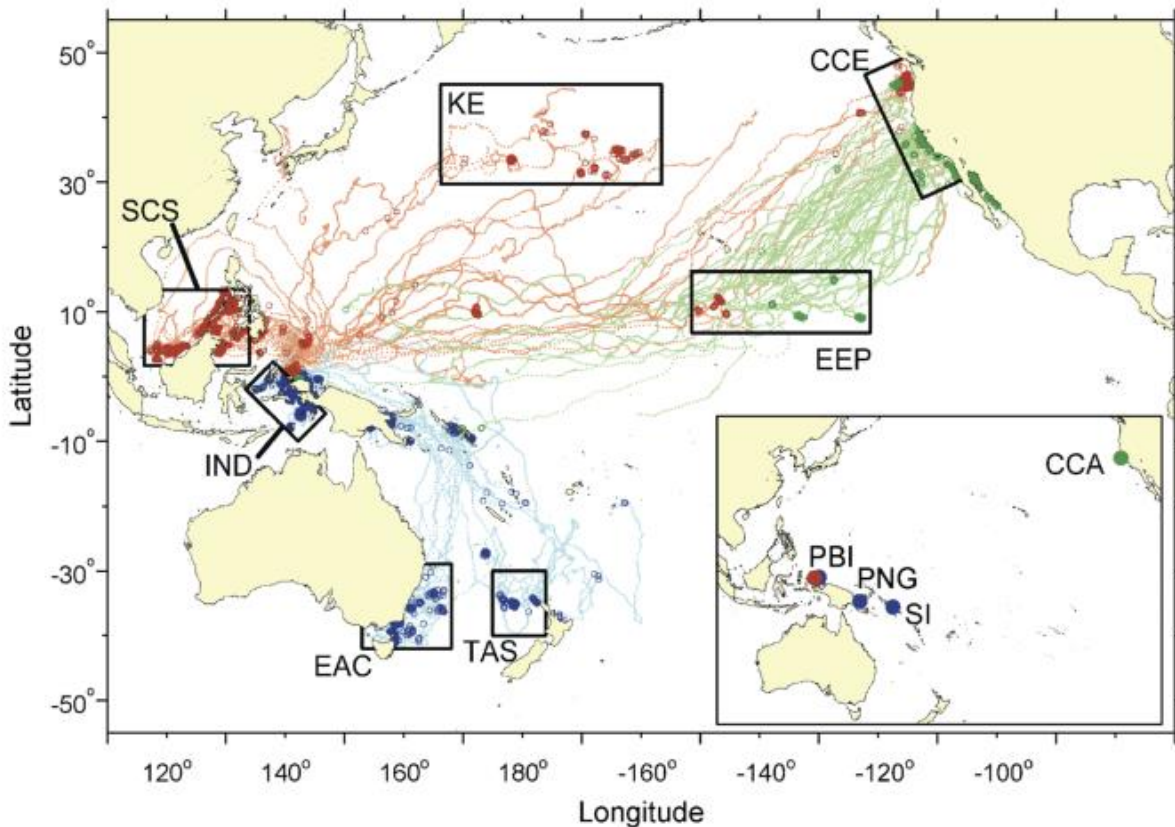 50°
30°
10°
-10°
-30°
-50°
Latitude
KE
CCE
SCS
EEP
IND
EAC
TAS
CCA
PBI
PNG
SI
120° 140° 160° 180° -160° -140° -120° -100°
Longitude